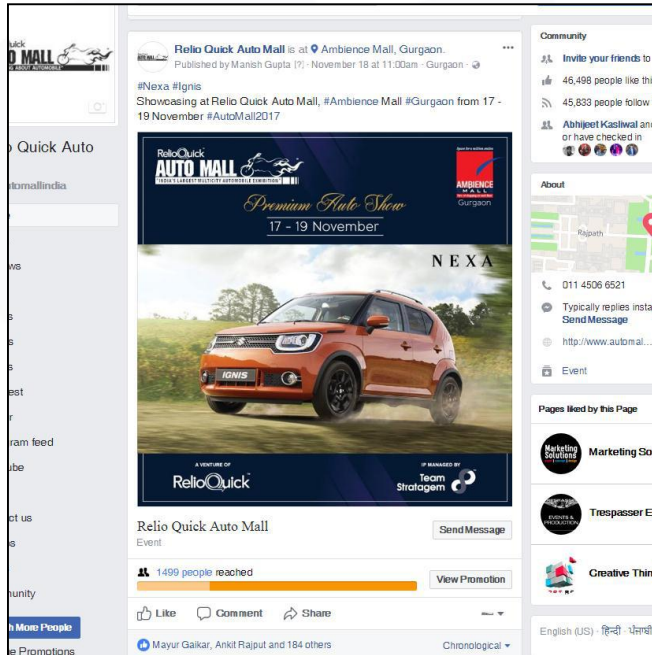 O MALL
Quick Auto
tomallindia
ws
s
s
s
est
r
ram feed
ube
ct us
s
unity
h More People
e Promotions
Relio Quick Auto Mall is at Ambience Mall, Gurgaon.
Published by Manish Gupta [?] · November 18 at 11:00am · Gurgaon ·
#Nexa #Ignis
Showcasing at Relio Quick Auto Mall, #Ambience Mall #Gurgaon from 17 -
19 November #AutoMall2017
RelioQuick
AUTO MALL
"INDIA'S LARGEST MULTICITY AUTOMOBILE EXHIBITION"
AMBIENCE
MALL
Gurgaon
Premium Auto Show
17 - 19 November
NEXA
IGNIS
A VENTURE OF
RelioQuick
IP MANAGED BY
Team
Stratagem
Relio Quick Auto Mall
Event
Send Message
1499 people reached
View Promotion
Like Comment Share
Mayur Gaikar, Ankit Rajput and 184 others
Chronological
Community
Invite your friends to
46,498 people like thi
45,833 people follow
Abhijeet Kasliwal and
or have checked in
About
Rajpath
011 4506 6521
Typically replies insta
Send Message
http://www.automal...
Event
Pages liked by this Page
Marketing
Solutions
Marketing So
EVENTS &
PRODUCTION
Trespasser E
Creative Thin
English (US) · हिन्दी · ਪੰਜਾਬੀ